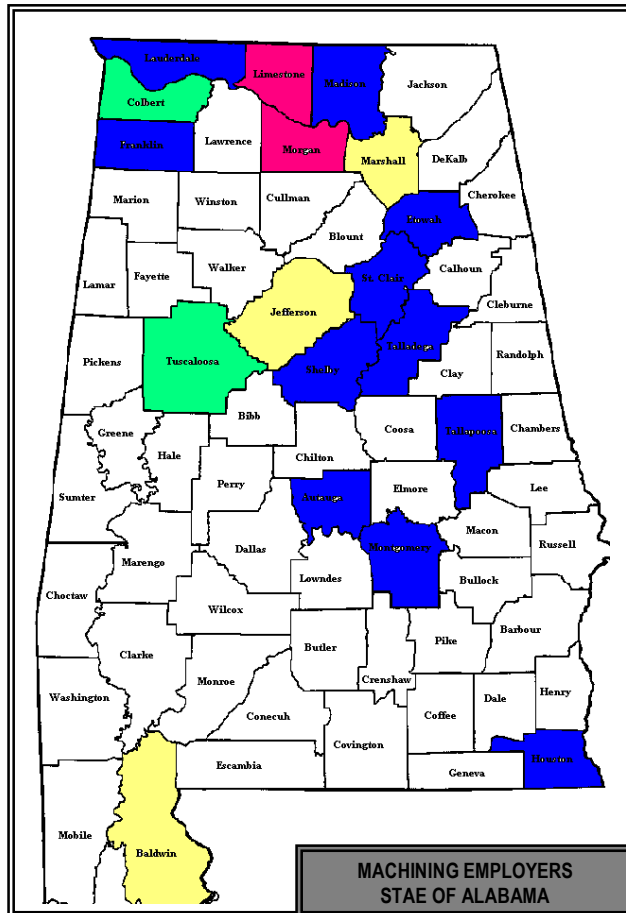 Lauderdale
Limestone
Madison
Jackson
Colbert
Franklin
Lawrence
Morgan
Marshall
DeKalb
Cherokee
Marion
Winston
Cullman
Etowah
Blount
Walker
Fayette
Lamar
St. Clair
Calhoun
Cleburne
Jefferson
Talladega
Pickens
Tuscaloosa
Shelby
Clay
Randolph
Bibb
Greene
Hale
Chilton
Coosa
Tallapoosa
Chambers
Sumter
Perry
Autauga
Elmore
Lee
Macon
Russell
Marengo
Dallas
Montgomery
Lowndes
Bullock
Choctaw
Wilcox
Barbour
Clarke
Butler
Pike
Crenshaw
Washington
Monroe
Conecuh
Coffee
Dale
Henry
Covington
Escambia
Geneva
Houston
Mobile
Baldwin
MACHINING EMPLOYERS
STAE OF ALABAMA